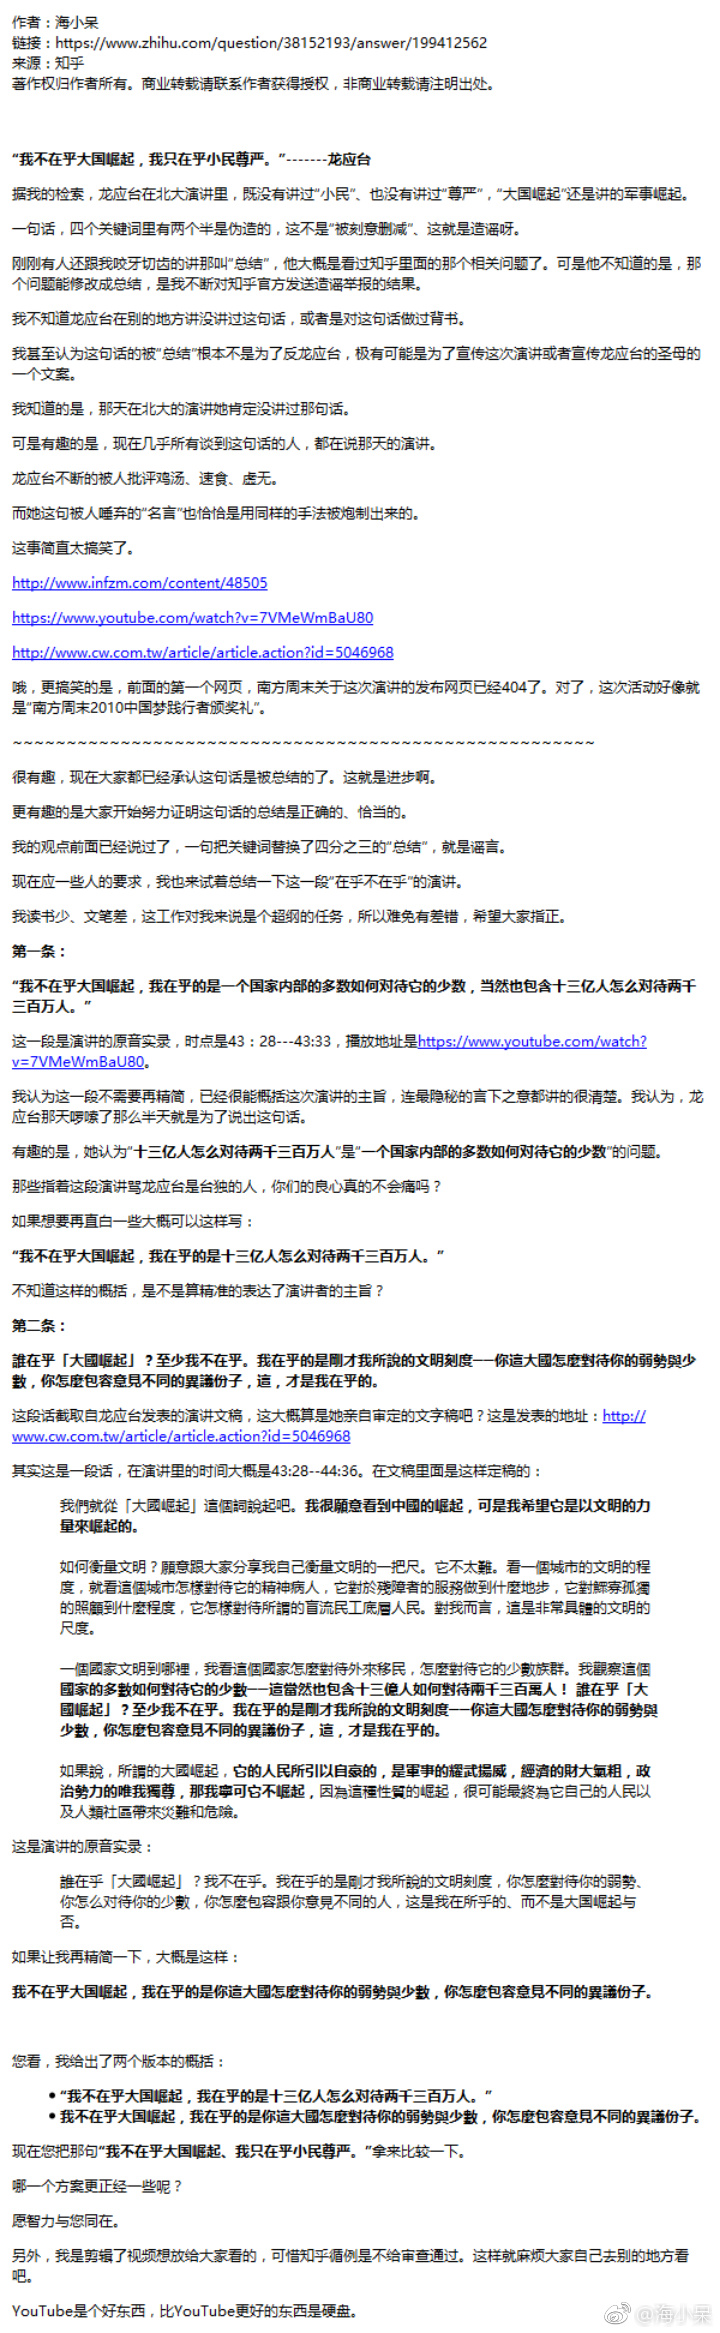 作者：海小呆
链接：https://www.zhihu.com/question/38152193/answer/199412562
来源：知乎
著作权归作者所有。商业转载请联系作者获得授权，非商业转载请注明出处。
“我不在乎大国崛起，我只在乎小民尊严。”-------龙应台
据我的检索，龙应台在北大演讲里，既没有讲过“小民”、也没有讲过“尊严”，“大国崛起”还是讲的军事崛起。
一句话，四个关键词里有两个半是伪造的，这不是“被刻意删减”、这就是造谣呀。
刚刚有人还跟我咬牙切齿的讲那叫“总结”，他大概是看过知乎里面的那个相关问题了。可是他不知道的是，那
个问题能修改成总结，是我不断对知乎官方发送造谣举报的结果。
我不知道龙应台在别的地方讲没讲过这句话，或者是对这句话做过背书。
我甚至认为这句话的被“总结”根本不是为了反龙应台，极有可能是为了宣传这次演讲或者宣传龙应台的圣母的
一个文案。
我知道的是，那天在北大的演讲她肯定没讲过那句话。
可是有趣的是，现在几乎所有谈到这句话的人，都在说那天的演讲。
龙应台不断的被人批评鸡汤、速食、虚无。
而她这句被人唾弃的“名言”也恰恰是用同样的手法被炮制出来的。
这事简直太搞笑了。
http://www.infzm.com/content/48505
https://www.youtube.com/watch?v=7VMeWmBaU80
http://www.cw.com.tw/article/article.action?id=5046968
哦，更搞笑的是，前面的第一个网页，南方周末关于这次演讲的发布网页已经404了。对了，这次活动好像就
是“南方周末2010中国梦践行者颁奖礼”。
~~~~~~~~~~~~~~~~~~~~~~~~~~~~~~~~~~~~~~~~~~~~~~~~~~~~~~
很有趣，现在大家都已经承认这句话是被总结的了。这就是进步啊。
更有趣的是大家开始努力证明这句话的总结是正确的、恰当的。
我的观点前面已经说过了，一句把关键词替换了四分之三的“总结”，就是谣言。
现在应一些人的要求，我也来试着总结一下这一段“在乎不在乎”的演讲。
我读书少、文笔差，这工作对我来说是个超纲的任务，所以难免有差错，希望大家指正。
第一条：
“我不在乎大国崛起，我在乎的是一个国家内部的多数如何对待它的少数，当然也包含十三亿人怎么对待两千
三百万人。”
这一段是演讲的原音实录，时点是43：28---43:33，播放地址是https://www.youtube.com/watch?
v=7VMeWmBaU80。
我认为这一段不需要再精简，已经很能概括这次演讲的主旨，连最隐秘的言下之意都讲的很清楚。我认为，龙
应台那天啰嗦了那么半天就是为了说出这句话。
有趣的是，她认为“十三亿人怎么对待两千三百万人”是“一个国家内部的多数如何对待它的少数”的问题。
那些指着这段演讲骂龙应台是台独的人，你们的良心真的不会痛吗？
如果想要再直白一些大概可以这样写：
“我不在乎大国崛起，我在乎的是十三亿人怎么对待两千三百万人。”
不知道这样的概括，是不是算精准的表达了演讲者的主旨？
第二条：
誰在乎「大國崛起」？至少我不在乎。我在乎的是剛才我所說的文明刻度──你這大國怎麼對待你的弱勢與少
數，你怎麼包容意見不同的異議份子，這，才是我在乎的。
这段话截取自龙应台发表的演讲文稿，这大概算是她亲自审定的文字稿吧？这是发表的地址：http://
www.cw.com.tw/article/article.action?id=5046968
其实这是一段话，在演讲里的时间大概是43:28--44:36。在文稿里面是这样定稿的：
我們就從「大國崛起」這個詞說起吧。我很願意看到中國的崛起，可是我希望它是以文明的力
量來崛起的。
如何衡量文明？願意跟大家分享我自己衡量文明的一把尺。它不太難。看一個城市的文明的程
度，就看這個城市怎樣對待它的精神病人，它對於殘障者的服務做到什麼地步，它對鰥寡孤獨
的照顧到什麼程度，它怎樣對待所謂的盲流民工底層人民。對我而言，這是非常具體的文明的
尺度。
一個國家文明到哪裡，我看這個國家怎麼對待外來移民，怎麼對待它的少數族群。我觀察這個
國家的多數如何對待它的少數──這當然也包含十三億人如何對待兩千三百萬人！ 誰在乎「大
國崛起」？至少我不在乎。我在乎的是剛才我所說的文明刻度──你這大國怎麼對待你的弱勢與
少數，你怎麼包容意見不同的異議份子，這，才是我在乎的。
如果說，所謂的大國崛起，它的人民所引以自豪的，是軍事的耀武揚威，經濟的財大氣粗，政
治勢力的唯我獨尊，那我寧可它不崛起，因為這種性質的崛起，很可能最終為它自己的人民以
及人類社區帶來災難和危險。
这是演讲的原音实录：
誰在乎「大國崛起」？我不在乎。我在乎的是剛才我所說的文明刻度，你怎麼對待你的弱勢、
你怎么对待你的少數，你怎麼包容跟你意見不同的人，這是我在所乎的、而不是大国崛起与
否。
如果让我再精简一下，大概是这样：
我不在乎大国崛起，我在乎的是你這大國怎麼對待你的弱勢與少數，你怎麼包容意見不同的異議份子。
您看，我给出了两个版本的概括：
•“我不在乎大国崛起，我在乎的是十三亿人怎么对待两千三百万人。”
•我不在乎大国崛起，我在乎的是你這大國怎麼對待你的弱勢與少數，你怎麼包容意見不同的異議份子。
现在您把那句“我不在乎大国崛起、我只在乎小民尊严。”拿来比较一下。
哪一个方案更正经一些呢？
愿智力与您同在。
另外，我是剪辑了视频想放给大家看的，可惜知乎循例是不给审查通过。这样就麻烦大家自己去别的地方看
吧。
YouTube是个好东西，比YouTube更好的东西是硬盘。
@海小呆